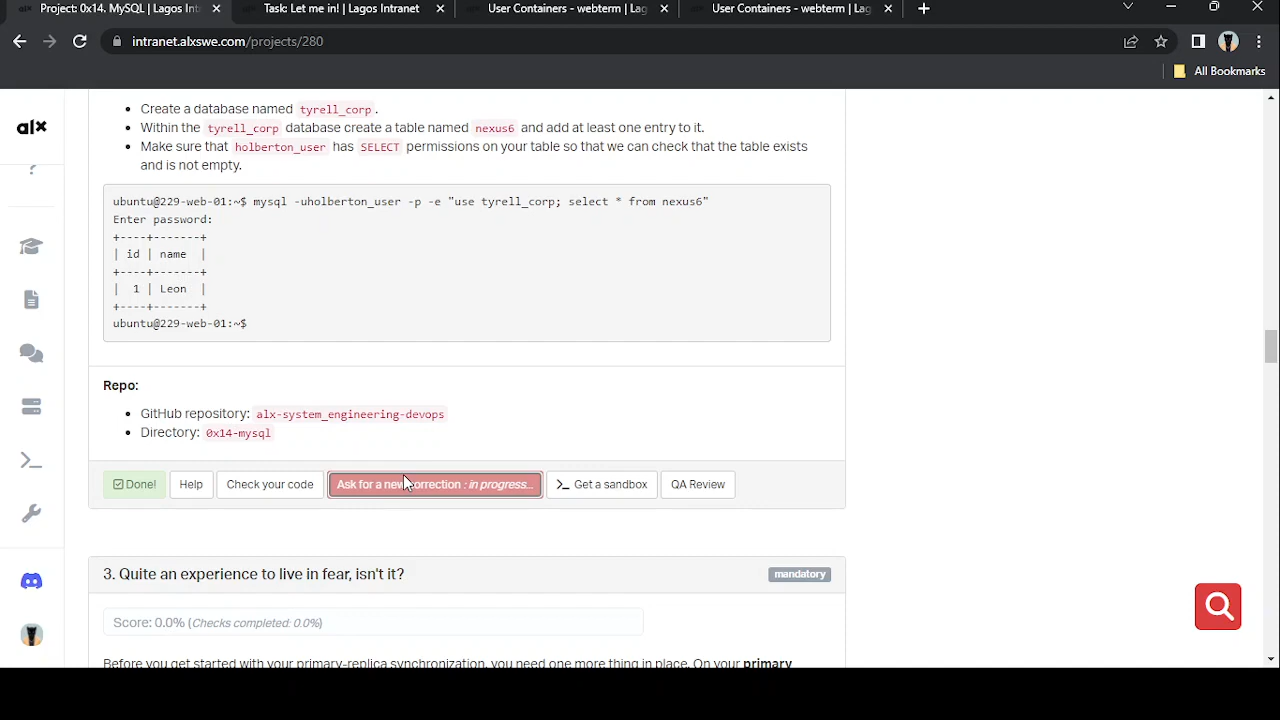 Project: 0x14. MySQL | Lagos Int
Task: Let me in! | Lagos Intranet
User Containers - webterm | Lag
User Containers - webterm | Lag
intranet.alxswe.com/projects/280
All Bookmarks
alx
• Create a database named tyrell_corp.
• Within the tyrell_corp database create a table named nexus6 and add at least one entry to it.
• Make sure that holberton_user has SELECT permissions on your table so that we can check that the table exists
and is not empty.
ubuntu@229-web-01:~$ mysql -uholberton_user -p -e "use tyrell_corp; select * from nexus6"
Enter password:
+----+-------+
| id | name  |
+----+-------+
|  1 | Leon  |
+----+-------+
ubuntu@229-web-01:~$
Repo:
• GitHub repository: alx-system_engineering-devops
• Directory: 0x14-mysql
Done! Help Check your code Ask for a new correction : in progress... >_ Get a sandbox QA Review
3. Quite an experience to live in fear, isn't it? mandatory
Score: 0.0% (Checks completed: 0.0%)
Before you get started with your primary-replica synchronization, you need one more thing in place. On your primary